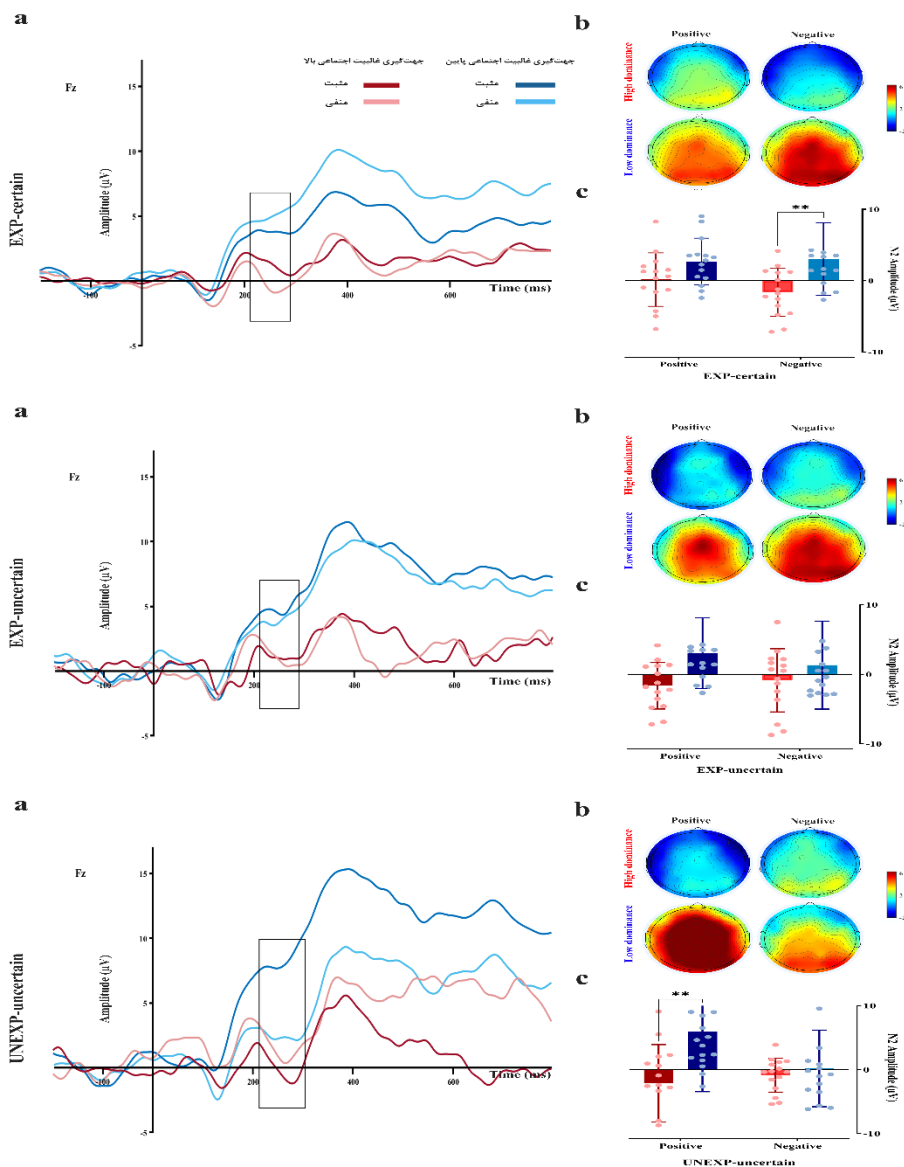 a
b
Fz
EXP-certain
Amplitude (µV)
15
10
5
-5
-100
200
400
600
Time (ms)
جهت‌گیری غالبیت اجتماعی بالا
جهت‌گیری غالبیت اجتماعی پایین
مثبت
منفی
مثبت
منفی
Positive
Negative
High dominance
Low dominance
6
c
**
10
0
-10
N2 Amplitude (µV)
Positive
Negative
EXP-certain
a
b
Fz
EXP-uncertain
Amplitude (µV)
15
10
5
-5
-100
200
400
600
Time (ms)
Positive
Negative
High dominance
Low dominance
6
c
10
0
-10
N2 Amplitude (µV)
Positive
Negative
EXP-uncertain
a
b
Fz
UNEXP-uncertain
Amplitude (µV)
15
10
5
-5
-100
200
400
600
Time (ms)
Positive
Negative
High dominance
Low dominance
6
c
**
10
0
-10
N2 Amplitude (µV)
Positive
Negative
UNEXP-uncertain